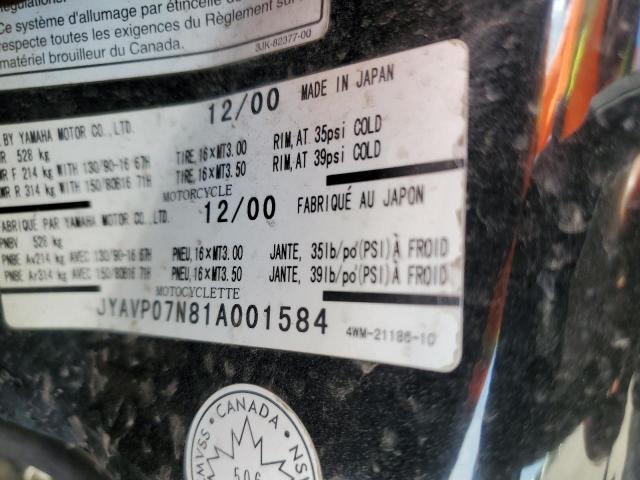 Ce système d'allumage par étincelle de
respecte toutes les exigences du Règlement sur
matériel brouilleur du Canada.
3JK-82377-00
12/00 MADE IN JAPAN
BY YAMAHA MOTOR CO.,LTD.
R 528 kg
WR F 214 kg WITH 130/90-16 67H TIRE,16×MT3.00 RIM,AT 35psi COLD
WR R 314 kg WITH 150/80B16 71H TIRE,16×MT3.50 RIM,AT 39psi COLD
MOTORCYCLE
12/00 FABRIQUÉ AU JAPON
FABRIQUÉ PAR YAMAHA MOTOR CO.,LTD.
PNBV 528 kg
PNBE Av214 kg AVEC 130/90-16 67H PNEU,16×MT3.00 JANTE, 35lb/po(PSI)À FROID
PNBE Ar314 kg AVEC 150/80B16 71H PNEU,16×MT3.50 JANTE, 39lb/po(PSI)À FROID
MOTOCYCLETTE
JYAVP07N81A001584
4WM-21186-10
CANADA
MVSS
NSV
506